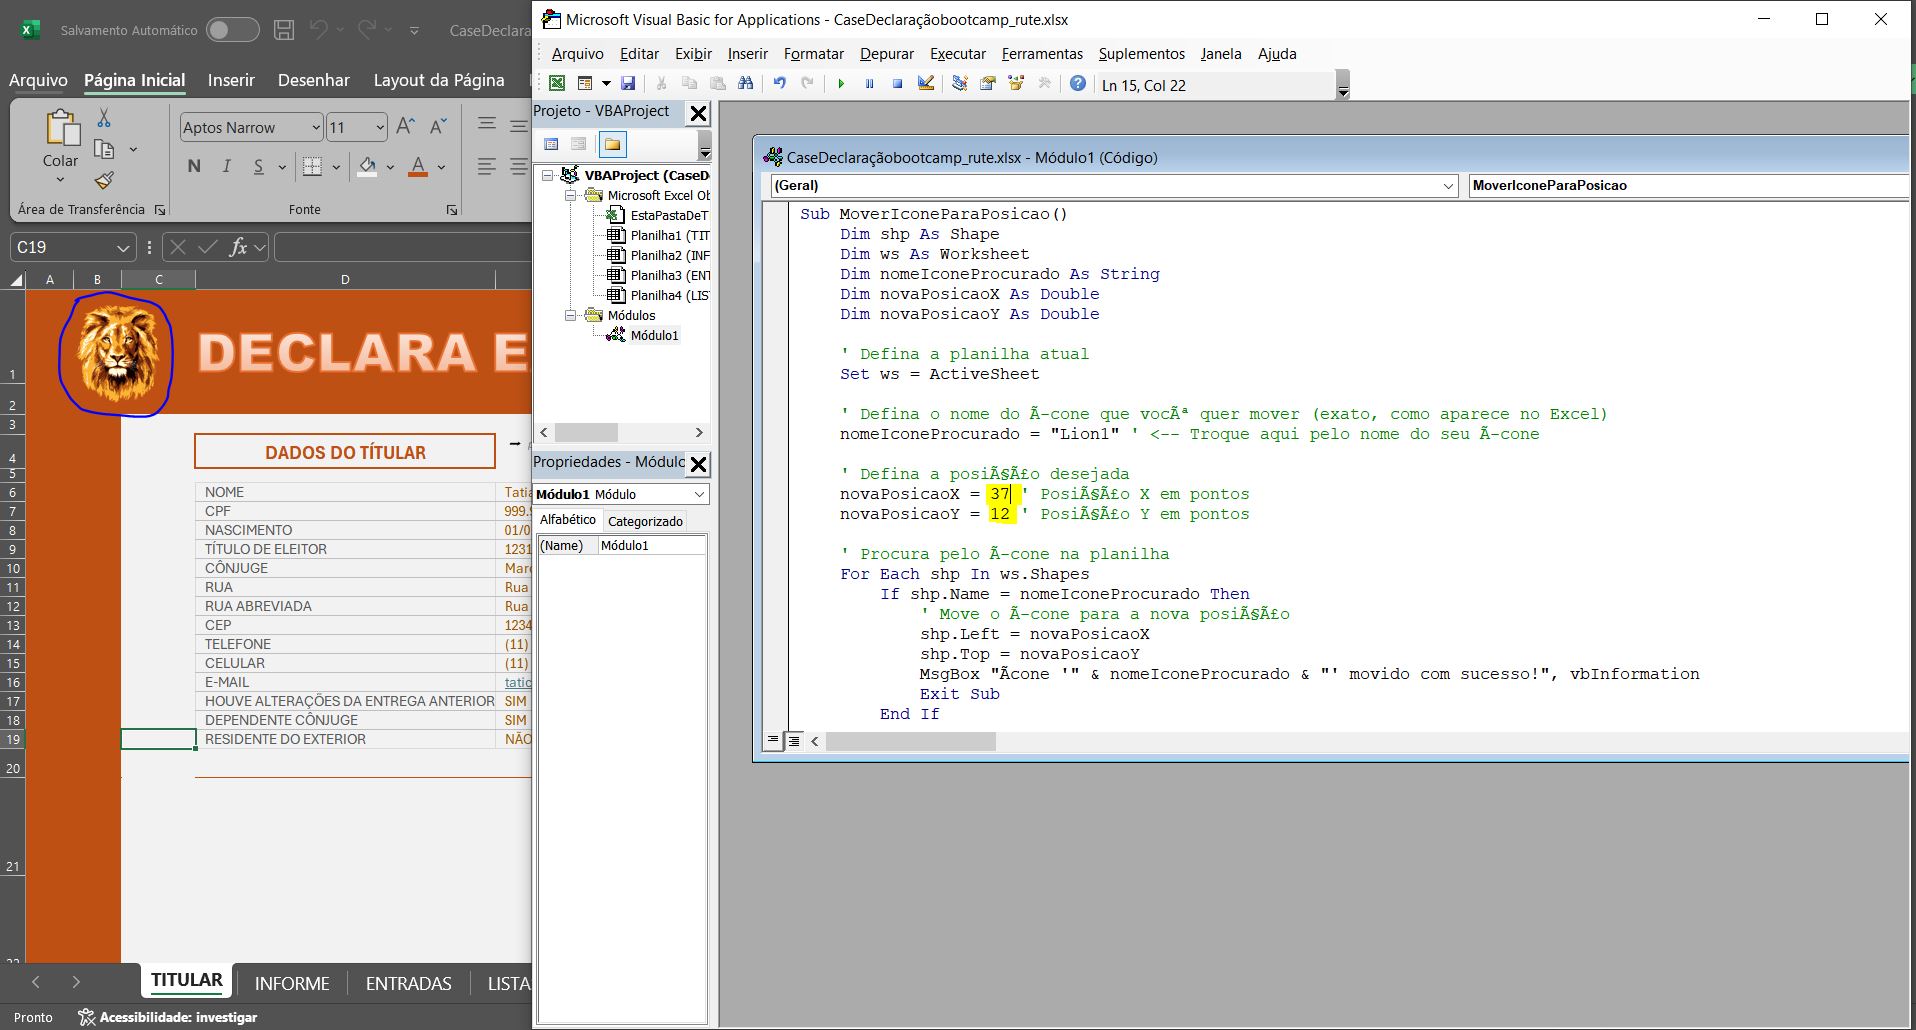 Salvamento Automático
CaseDeclara
Arquivo Página Inicial Inserir Desenhar Layout da Página
Colar
Área de Transferência
Aptos Narrow 11
N I S A
Fonte
C19
fx
A B C D
DECLARA E
DADOS DO TÍTULAR
1
2
3
4
5
6 NOME Tatia
7 CPF 999.9
8 NASCIMENTO 01/0
9 TÍTULO DE ELEITOR 1231
10 CÔNJUGE Marc
11 RUA Rua
12 RUA ABREVIADA Rua
13 CEP 1234
14 TELEFONE (11)
15 CELULAR (11)
16 E-MAIL tatic
17 HOUVE ALTERAÇÕES DA ENTREGA ANTERIOR SIM
18 DEPENDENTE CÔNJUGE SIM
19 RESIDENTE DO EXTERIOR NÃO
20
21
TITULAR INFORME ENTRADAS LISTA
Pronto Acessibilidade: investigar
Microsoft Visual Basic for Applications - CaseDeclaraçãobootcamp_rute.xlsx
Arquivo Editar Exibir Inserir Formatar Depurar Executar Ferramentas Suplementos Janela Ajuda
Ln 15, Col 22
Projeto - VBAProject
VBAProject (CaseD
Microsoft Excel Ob
EstaPastaDeT
Planilha1 (TIT
Planilha2 (INF
Planilha3 (ENT
Planilha4 (LIS
Módulos
Módulo1
Propriedades - Módulo
Módulo1 Módulo
Alfabético Categorizado
(Name) Módulo1
CaseDeclaraçãobootcamp_rute.xlsx - Módulo1 (Código)
(Geral) MoverIconeParaPosicao
Sub MoverIconeParaPosicao()
Dim shp As Shape
Dim ws As Worksheet
Dim nomeIconeProcurado As String
Dim novaPosicaoX As Double
Dim novaPosicaoY As Double
' Defina a planilha atual
Set ws = ActiveSheet
' Defina o nome do Ã-cone que vocÃª quer mover (exato, como aparece no Excel)
nomeIconeProcurado = "Lion1" ' <-- Troque aqui pelo nome do seu Ã-cone
' Defina a posiÃ§Ã£o desejada
novaPosicaoX = 37 ' PosiÃ§Ã£o X em pontos
novaPosicaoY = 12 ' PosiÃ§Ã£o Y em pontos
' Procura pelo Ã-cone na planilha
For Each shp In ws.Shapes
If shp.Name = nomeIconeProcurado Then
' Move o Ã-cone para a nova posiÃ§Ã£o
shp.Left = novaPosicaoX
shp.Top = novaPosicaoY
MsgBox "Ãcone '" & nomeIconeProcurado & "' movido com sucesso!", vbInformation
Exit Sub
End If